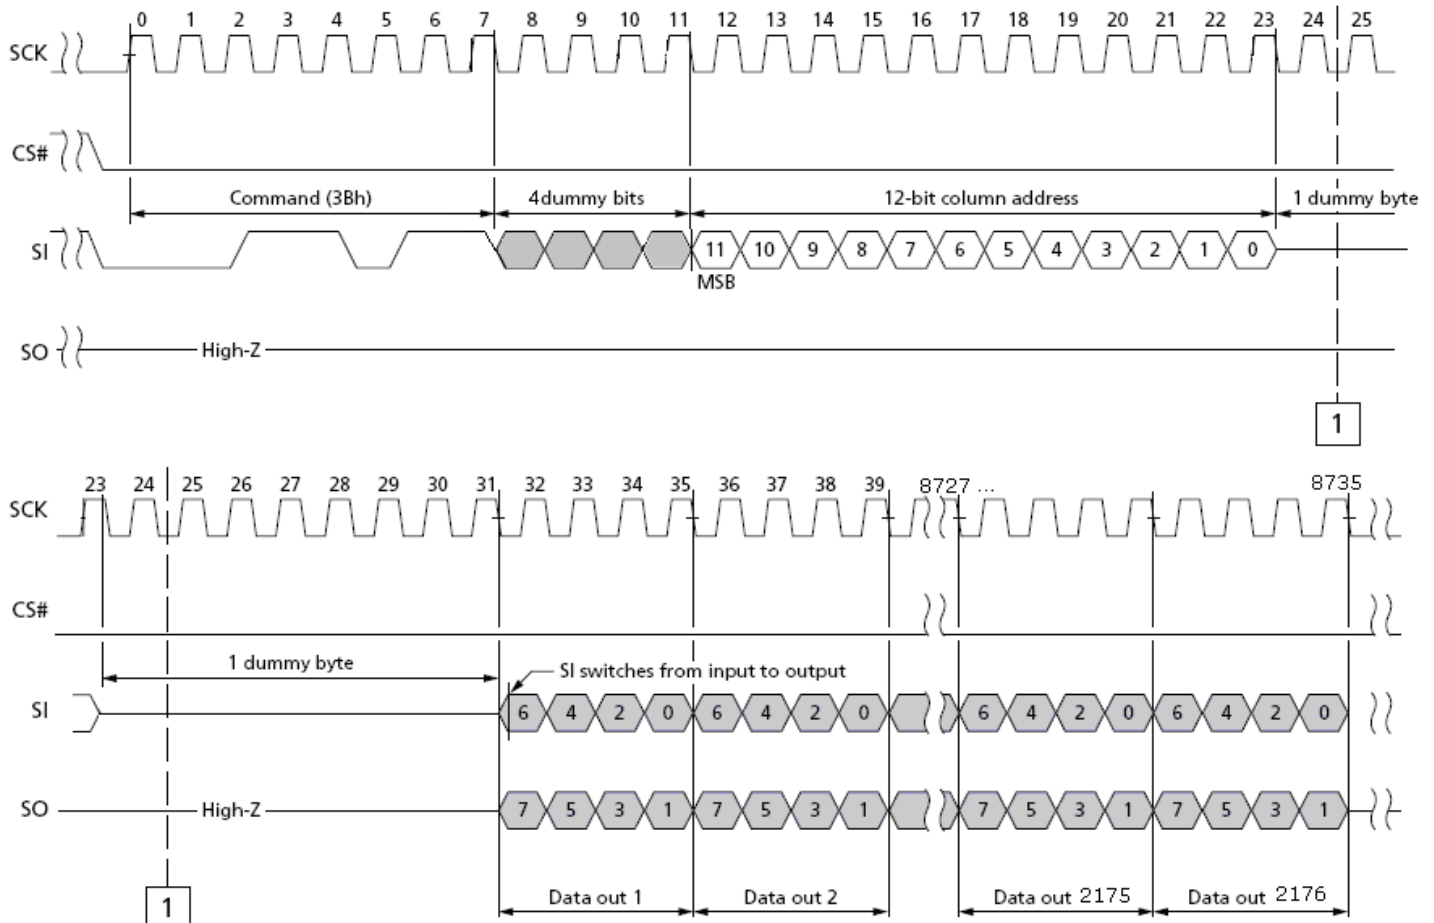 0 1 2 3 4 5 6 7 8 9 10 11 12 13 14 15 16 17 18 19 20 21 22 23 24 25
SCK
CS#
Command (3Bh) 4dummy bits 12-bit column address 1 dummy byte
SI 11 10 9 8 7 6 5 4 3 2 1 0
MSB
SO High-Z
1
23 24 25 26 27 28 29 30 31 32 33 34 35 36 37 38 39 8727 ... 8735
SCK
CS#
1 dummy byte SI switches from input to output
SI 6 4 2 0 6 4 2 0 6 4 2 0 6 4 2 0
SO High-Z 7 5 3 1 7 5 3 1 7 5 3 1 7 5 3 1
1 Data out 1 Data out 2 Data out 2175 Data out 2176